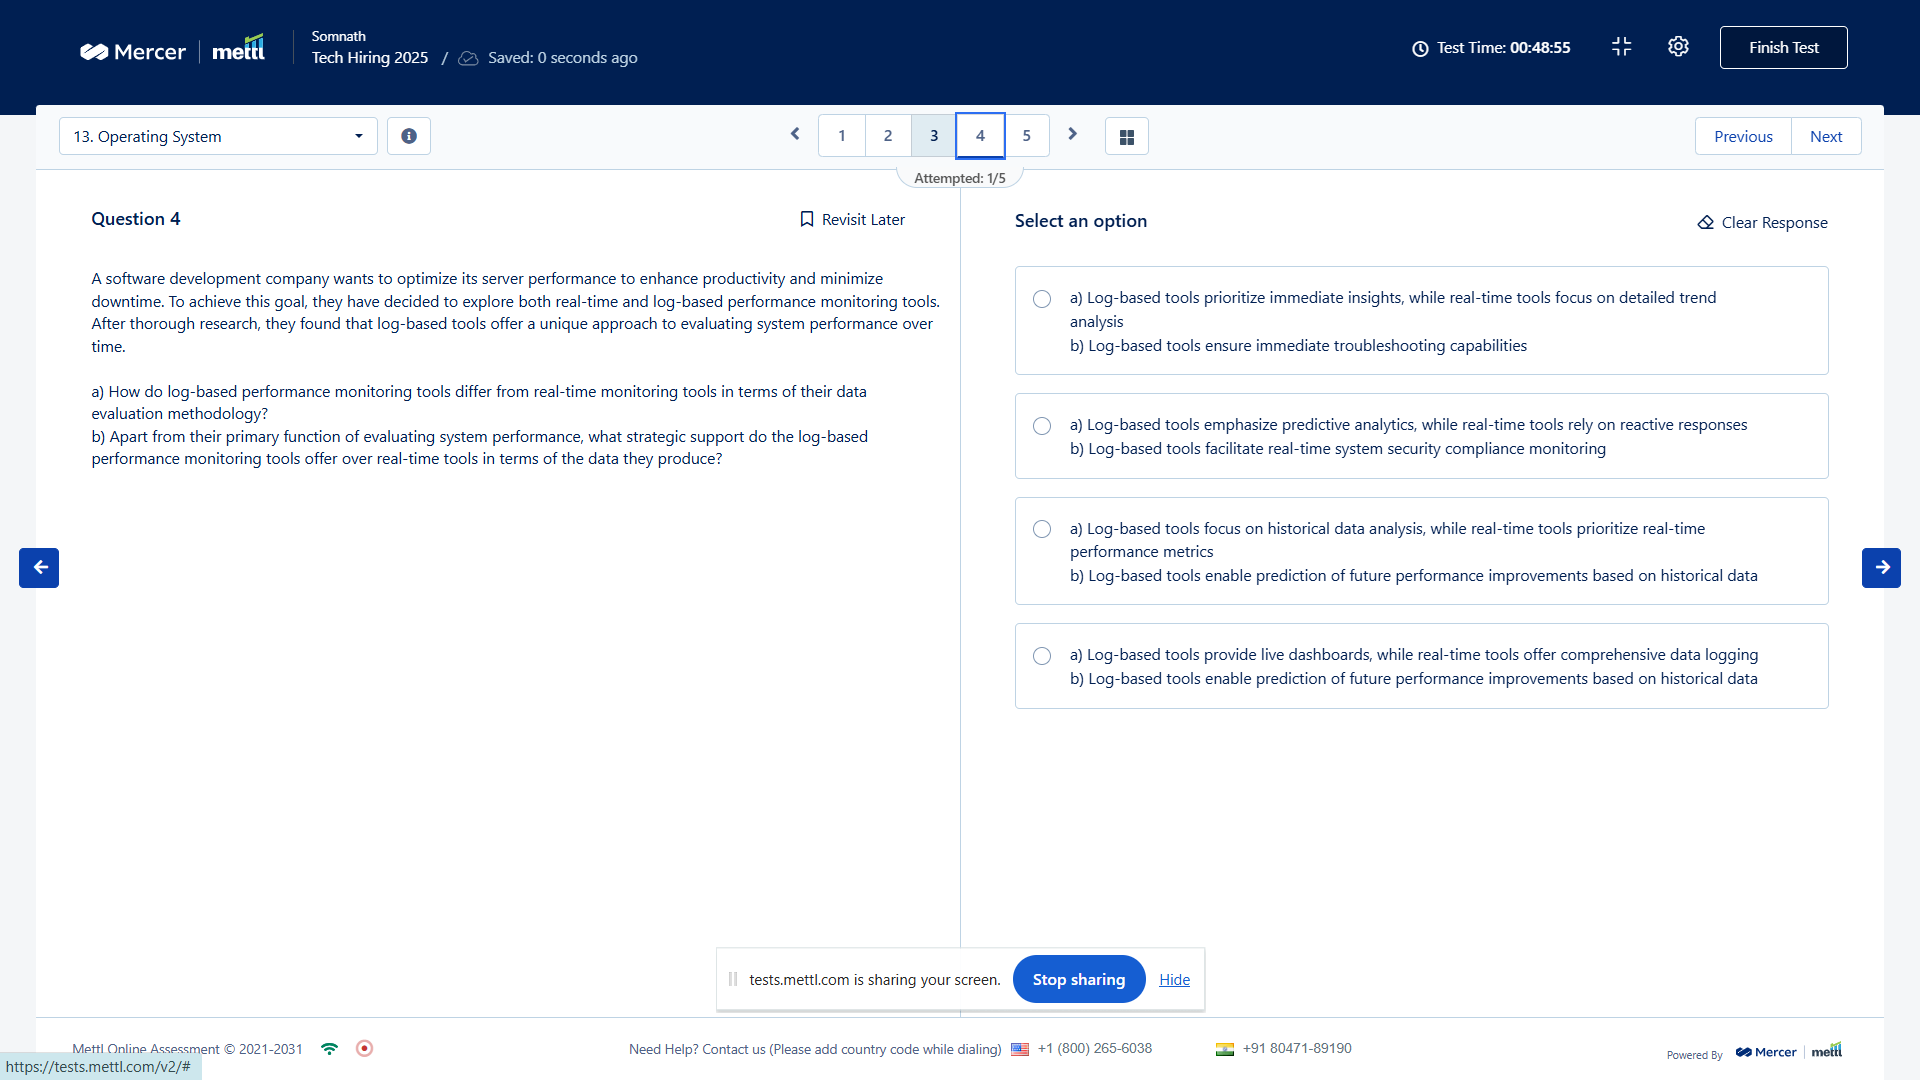 Mercer
mettl
Somnath
Tech Hiring 2025 / Saved: 0 seconds ago
Test Time: 00:48:55
Finish Test
13. Operating System
1 2 3 4 5
Previous Next
Attempted: 1/5
Question 4
Revisit Later
A software development company wants to optimize its server performance to enhance productivity and minimize
downtime. To achieve this goal, they have decided to explore both real-time and log-based performance monitoring tools.
After thorough research, they found that log-based tools offer a unique approach to evaluating system performance over
time.
a) How do log-based performance monitoring tools differ from real-time monitoring tools in terms of their data
evaluation methodology?
b) Apart from their primary function of evaluating system performance, what strategic support do the log-based
performance monitoring tools offer over real-time tools in terms of the data they produce?
Select an option
Clear Response
a) Log-based tools prioritize immediate insights, while real-time tools focus on detailed trend
analysis
b) Log-based tools ensure immediate troubleshooting capabilities
a) Log-based tools emphasize predictive analytics, while real-time tools rely on reactive responses
b) Log-based tools facilitate real-time system security compliance monitoring
a) Log-based tools focus on historical data analysis, while real-time tools prioritize real-time
performance metrics
b) Log-based tools enable prediction of future performance improvements based on historical data
a) Log-based tools provide live dashboards, while real-time tools offer comprehensive data logging
b) Log-based tools enable prediction of future performance improvements based on historical data
tests.mettl.com is sharing your screen.
Stop sharing
Hide
Mettl Online Assessment © 2021-2031
Need Help? Contact us (Please add country code while dialing) +1 (800) 265-6038 +91 80471-89190
Powered By Mercer mettl
https://tests.mettl.com/v2/#